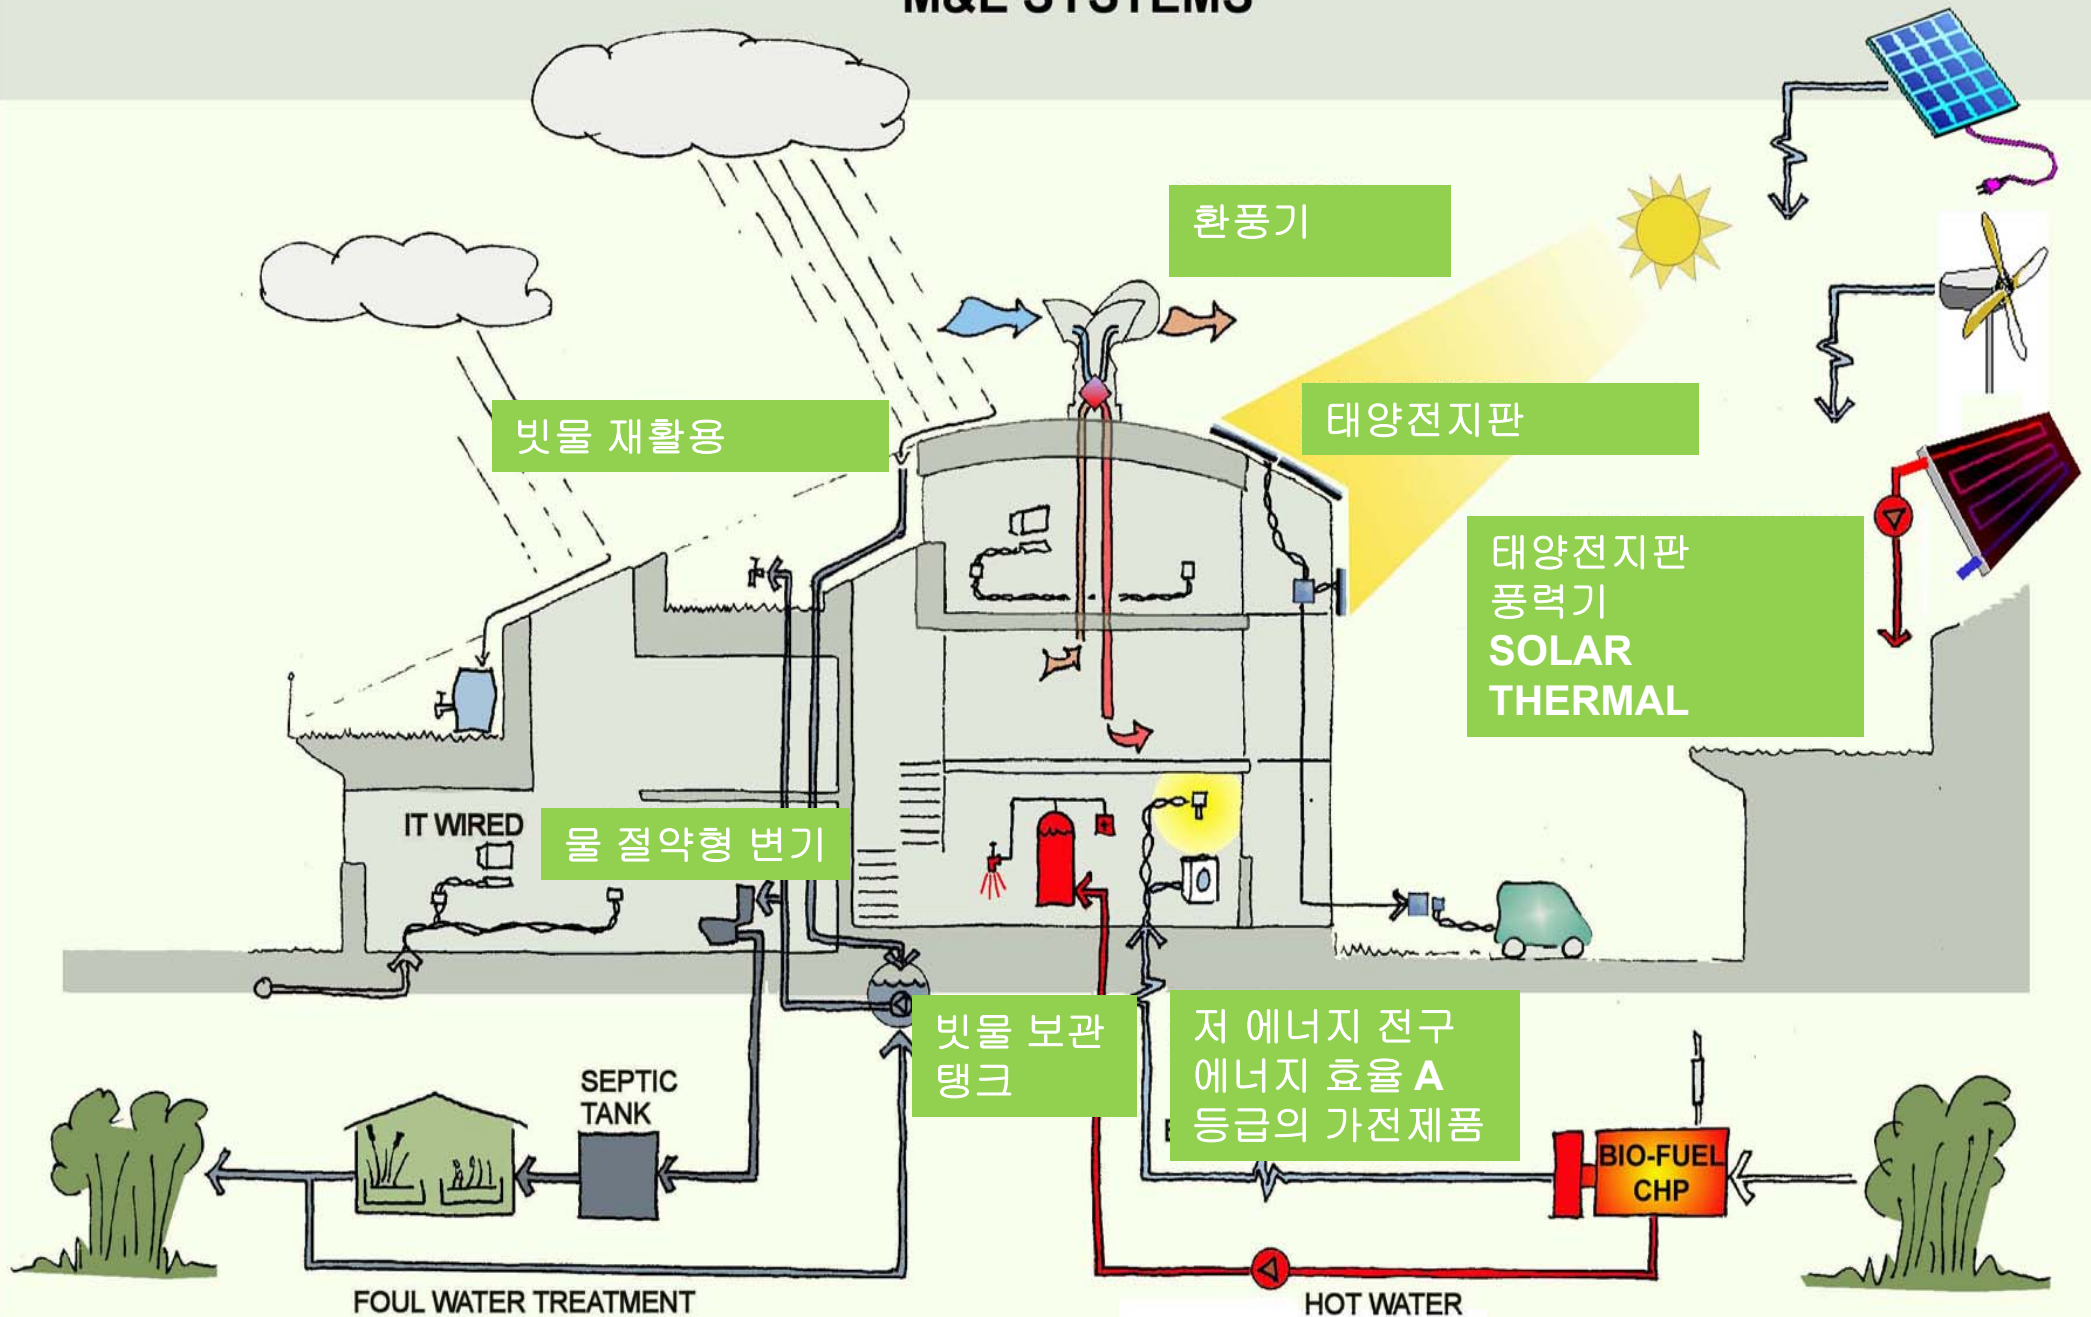 M&E SYSTEMS
환풍기
태양전지판
빗물 재활용
태양전지판
풍력기
SOLAR
THERMAL
IT WIRED
물 절약형 변기
빗물 보관
탱크
저 에너지 전구
에너지 효율 A
등급의 가전제품
SEPTIC
TANK
BIO-FUEL
CHP
FOUL WATER TREATMENT
HOT WATER